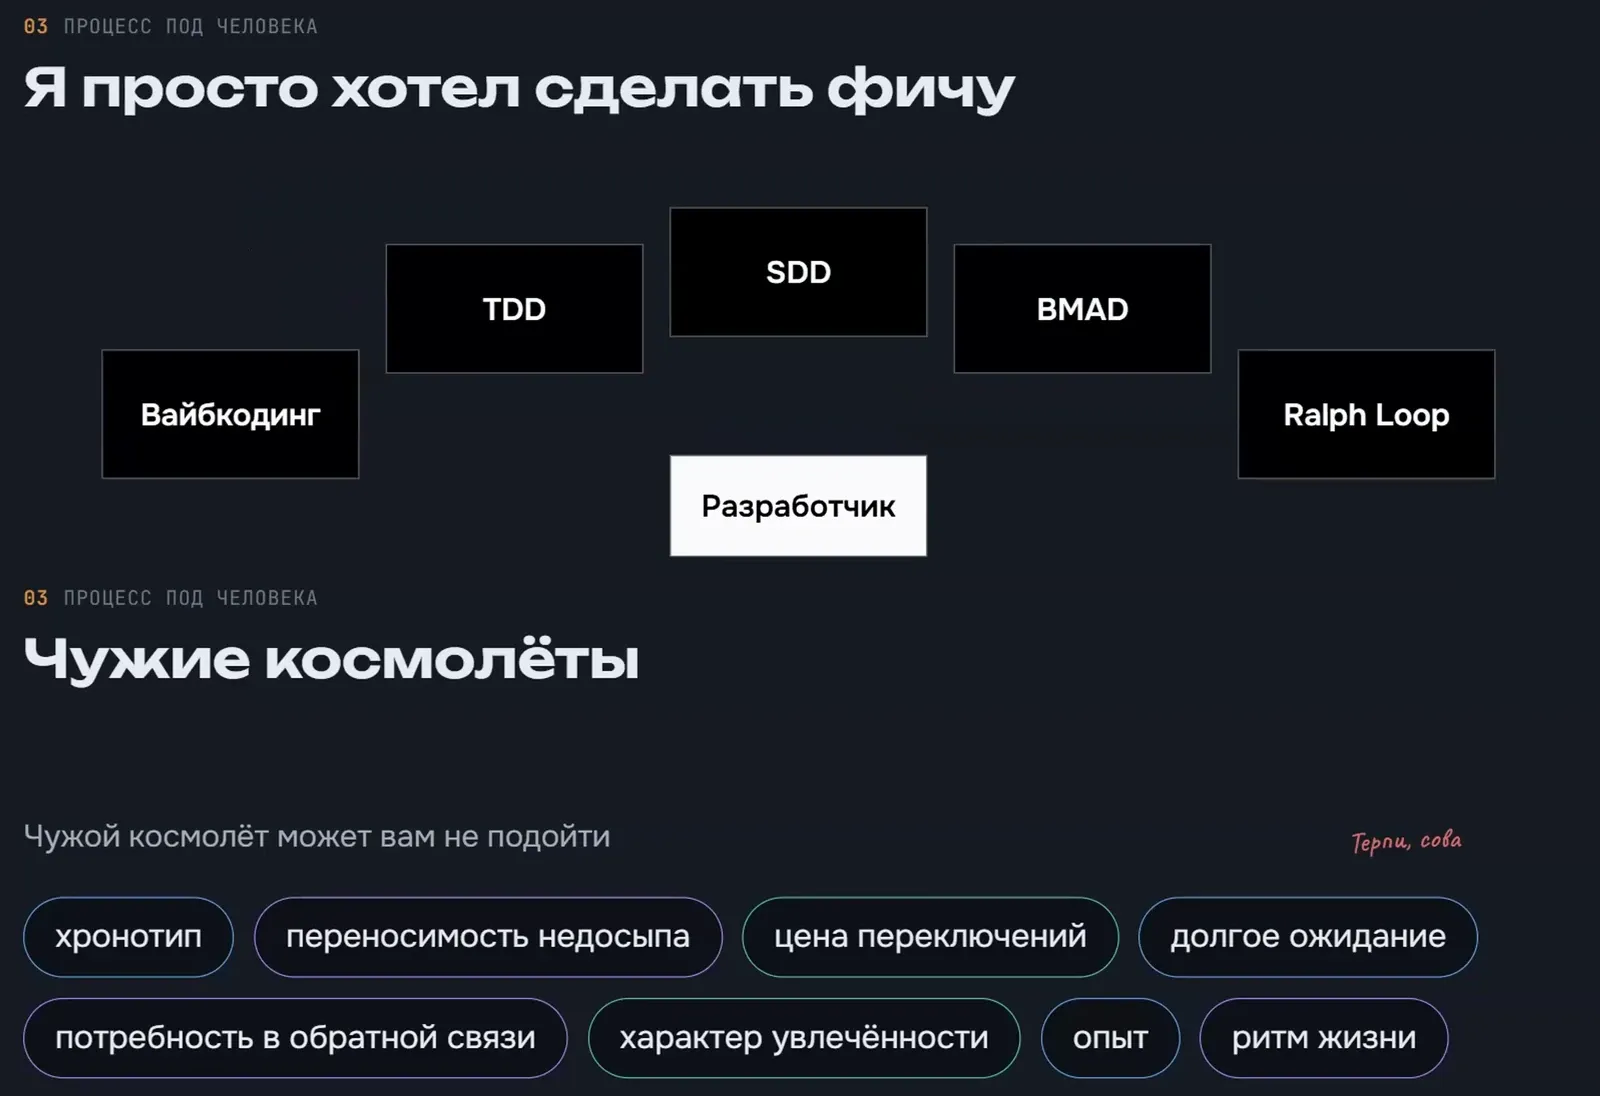 03 ПРОЦЕСС ПОД ЧЕЛОВЕКА
Я просто хотел сделать фичу
SDD
TDD
BMAD
Вайбкодинг
Ralph Loop
Разработчик
03 ПРОЦЕСС ПОД ЧЕЛОВЕКА
Чужие космолёты
Чужой космолёт может вам не подойти
Терпи, сова
хронотип
переносимость недосыпа
цена переключений
долгое ожидание
потребность в обратной связи
характер увлечённости
опыт
ритм жизни